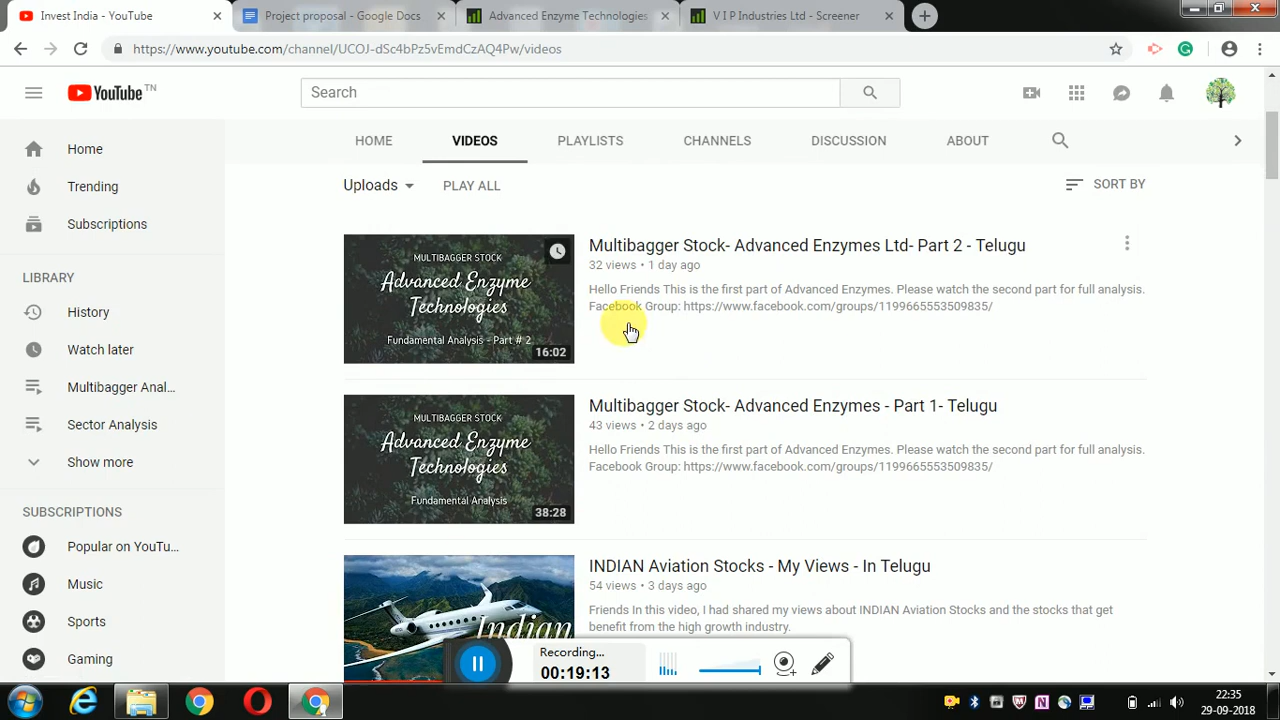 Invest India - YouTube
Project proposal - Google Docs
Advanced Enzyme Technologies
V I P Industries Ltd - Screener
https://www.youtube.com/channel/UCOJ-dSc4bPz5vEmdCzAQ4Pw/videos
YouTube TN
Search
HOME VIDEOS PLAYLISTS CHANNELS DISCUSSION ABOUT
Uploads PLAY ALL SORT BY
Home
Trending
Subscriptions
LIBRARY
History
Watch later
Multibagger Anal...
Sector Analysis
Show more
SUBSCRIPTIONS
Popular on YouTu...
Music
Sports
Gaming
MULTIBAGGER STOCK
Advanced Enzyme
Technologies
Fundamental Analysis - Part # 2
16:02
Multibagger Stock- Advanced Enzymes Ltd- Part 2 - Telugu
32 views • 1 day ago
Hello Friends This is the first part of Advanced Enzymes. Please watch the second part for full analysis.
Facebook Group: https://www.facebook.com/groups/1199665553509835/
MULTIBAGGER STOCK
Advanced Enzyme
Technologies
Fundamental Analysis
38:28
Multibagger Stock- Advanced Enzymes - Part 1- Telugu
43 views • 2 days ago
Hello Friends This is the first part of Advanced Enzymes. Please watch the second part for full analysis.
Facebook Group: https://www.facebook.com/groups/1199665553509835/
Indian
INDIAN Aviation Stocks - My Views - In Telugu
54 views • 3 days ago
Friends In this video, I had shared my views about INDIAN Aviation Stocks and the stocks that get
benefit from the high growth industry.
Recording...
00:19:13
22:35
29-09-2018